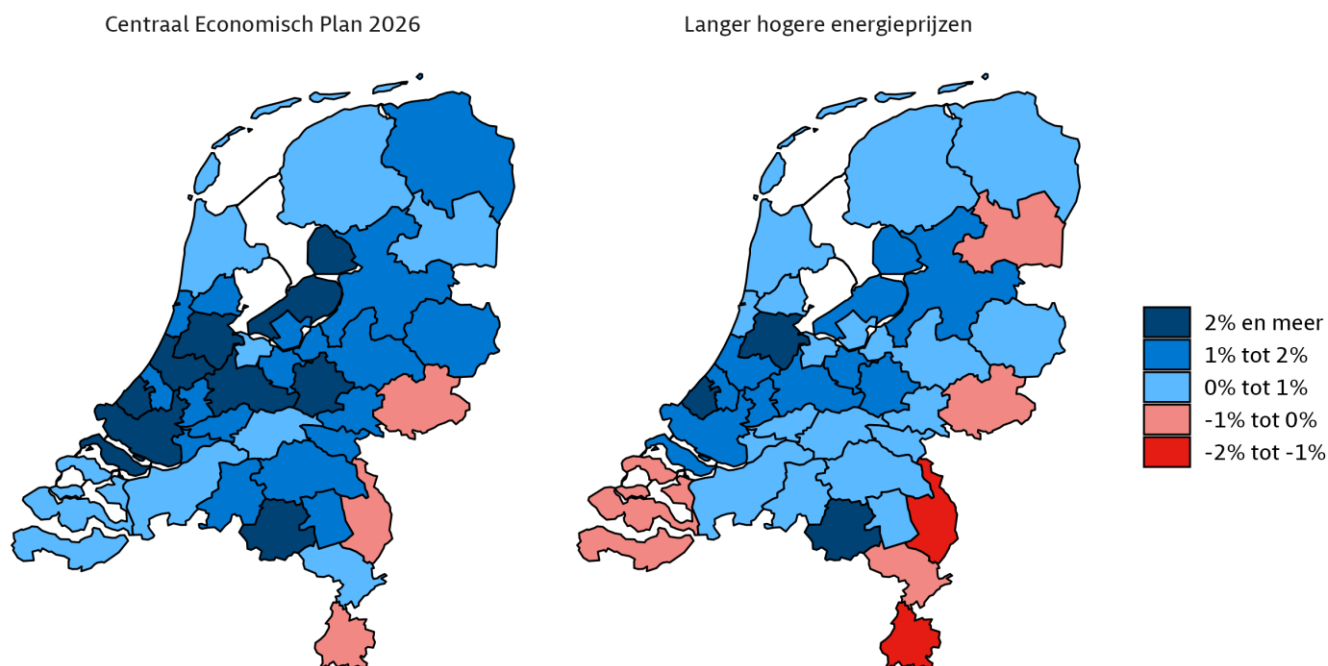 Centraal Economisch Plan 2026
Langer hogere energieprijzen
2% en meer
1% tot 2%
0% tot 1%
-1% tot 0%
-2% tot -1%